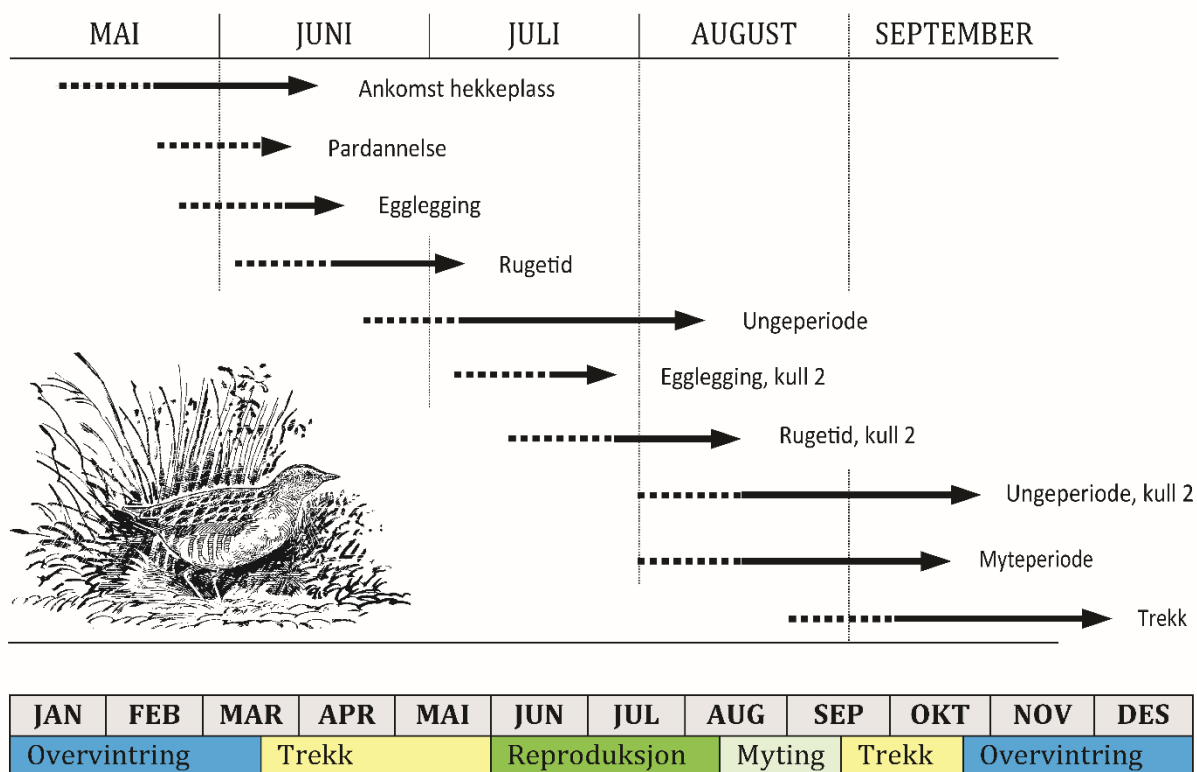 MAI JUNI JULI AUGUST SEPTEMBER
Ankomst hekkeplass
Pardannelse
Egglegging
Rugetid
Ungeperiode
Egglegging, kull 2
Rugetid, kull 2
Ungeperiode, kull 2
Myteperiode
Trekk
JAN FEB MAR APR MAI JUN JUL AUG SEP OKT NOV DES
Overvintring Trekk Reproduksjon Myting Trekk Overvintring